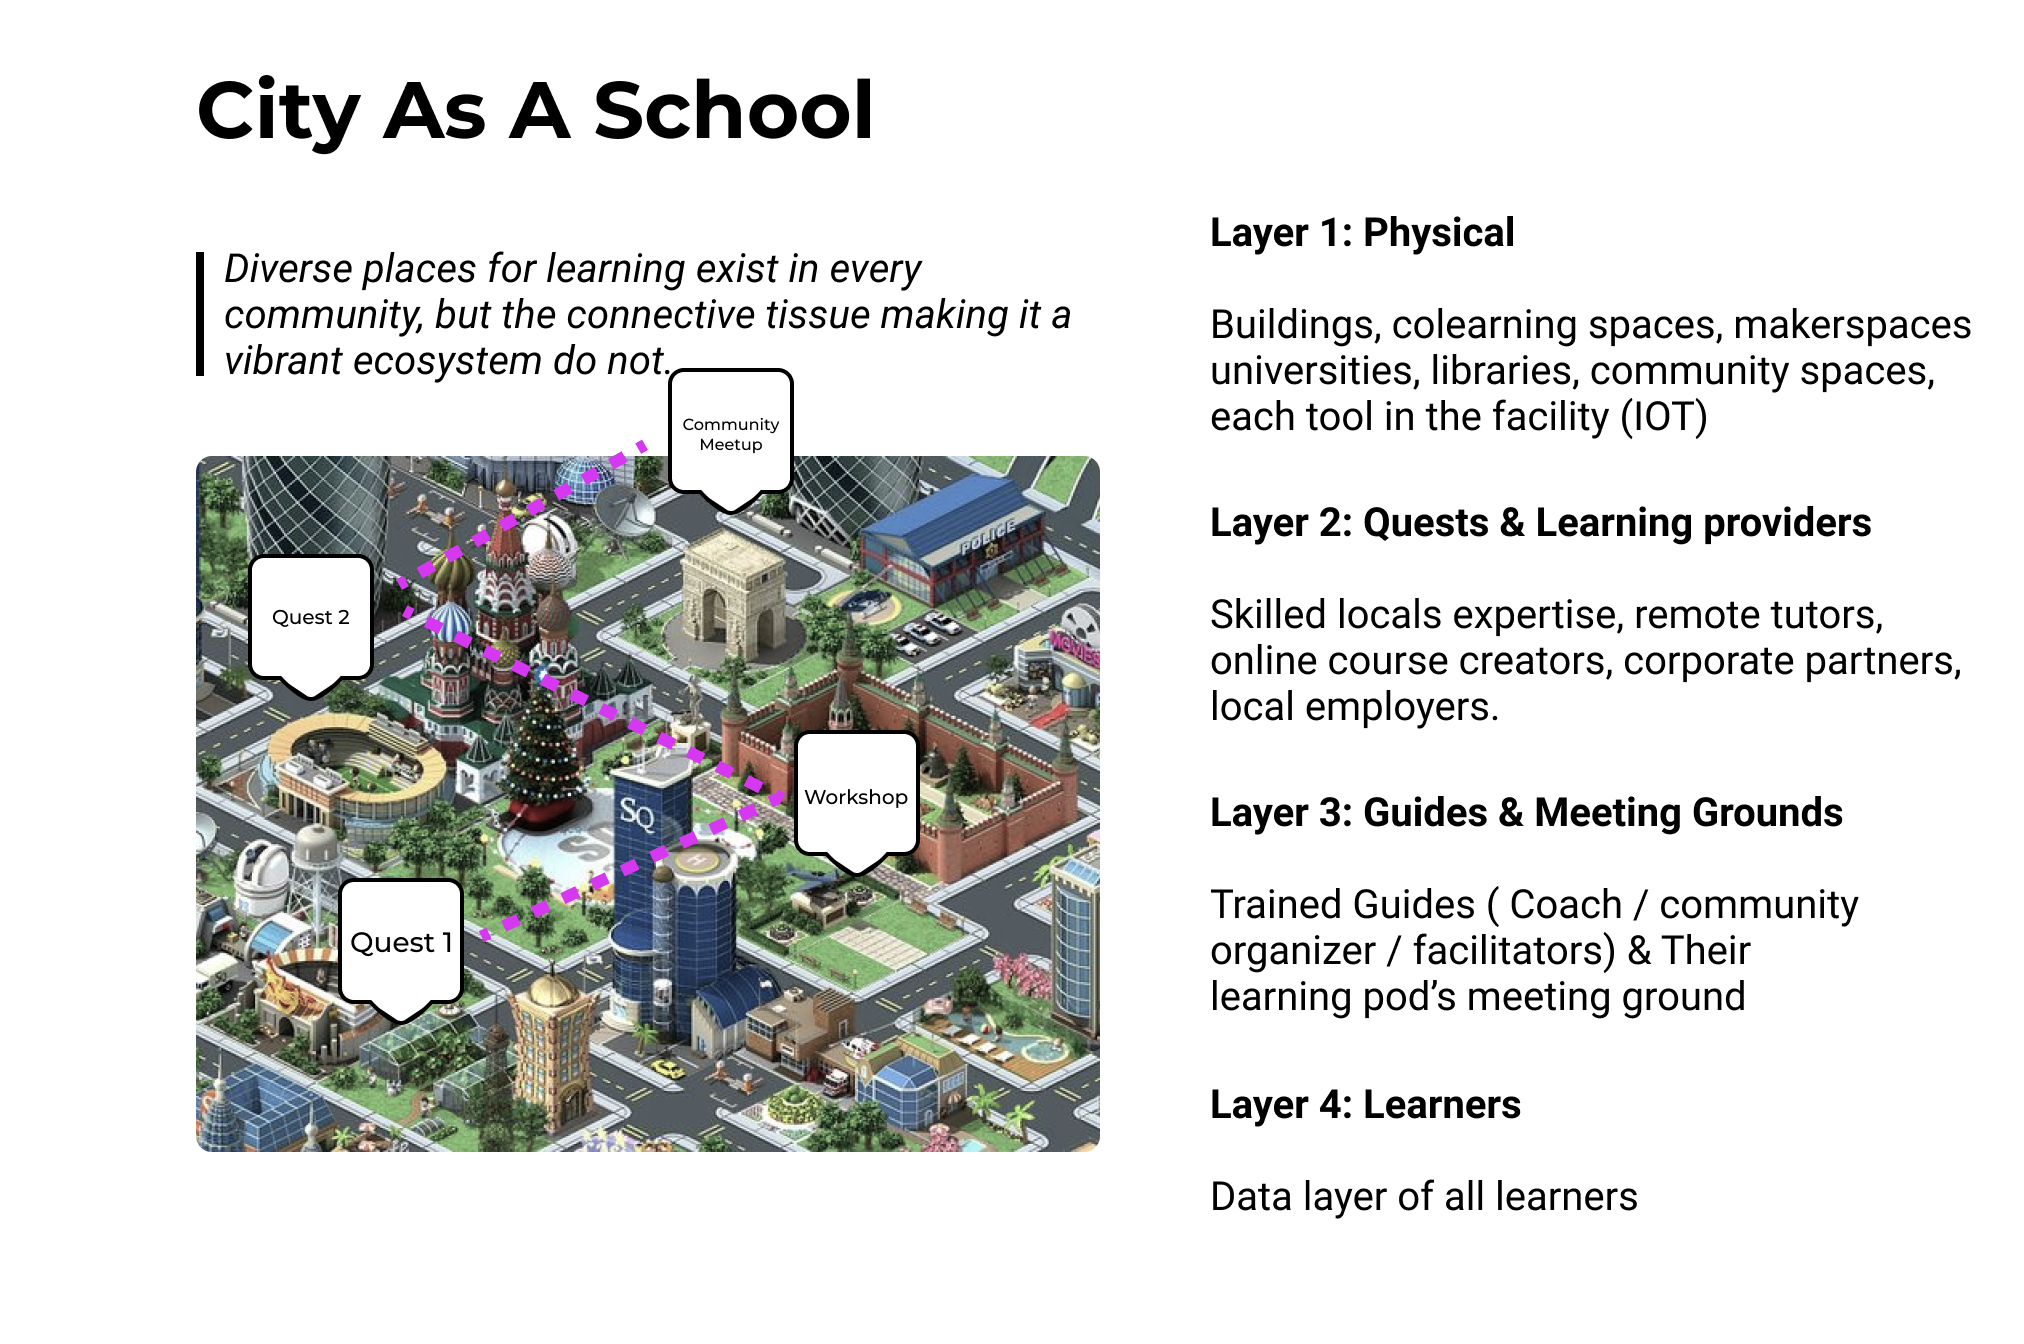 City As A School
Diverse places for learning exist in every
community, but the connective tissue making it a
vibrant ecosystem do not.
Community
Meetup
POLICE
Quest 2
MOVIES
SQ
Workshop
H
Quest 1
Layer 1: Physical
Buildings, colearning spaces, makerspaces
universities, libraries, community spaces,
each tool in the facility (IOT)
Layer 2: Quests & Learning providers
Skilled locals expertise, remote tutors,
online course creators, corporate partners,
local employers.
Layer 3: Guides & Meeting Grounds
Trained Guides ( Coach / community
organizer / facilitators) & Their
learning pod’s meeting ground
Layer 4: Learners
Data layer of all learners